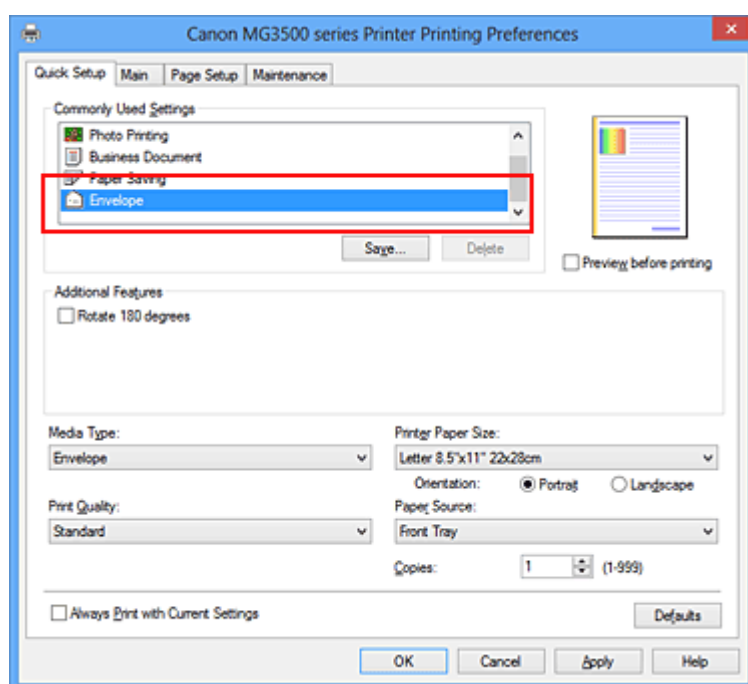 Canon MG3500 series Printer Printing Preferences
Quick Setup Main Page Setup Maintenance
Commonly Used Settings
Photo Printing
Business Document
Paper Saving
Envelope
Save... Delete
Preview before printing
Additional Features
Rotate 180 degrees
Media Type: Printer Paper Size:
Envelope Letter 8.5"x11" 22x28cm
Orientation: Portrait Landscape
Print Quality: Paper Source:
Standard Front Tray
Copies: 1 (1-999)
Always Print with Current Settings Defaults
OK Cancel Apply Help